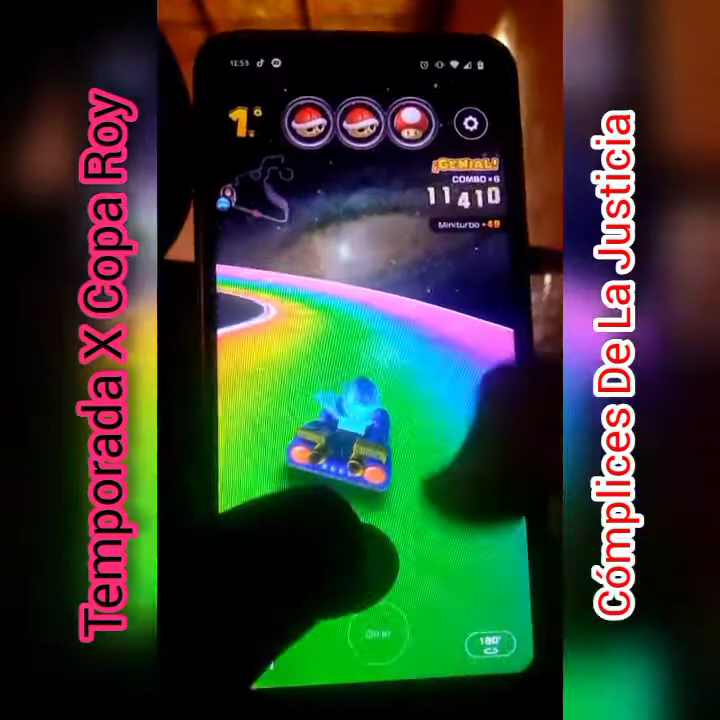 Temporada X Copa Roy
12:53
1.°
¡GENIAL!
COMBO×6
11410
Miniturbo +49
180°
Cómplices De La Justicia